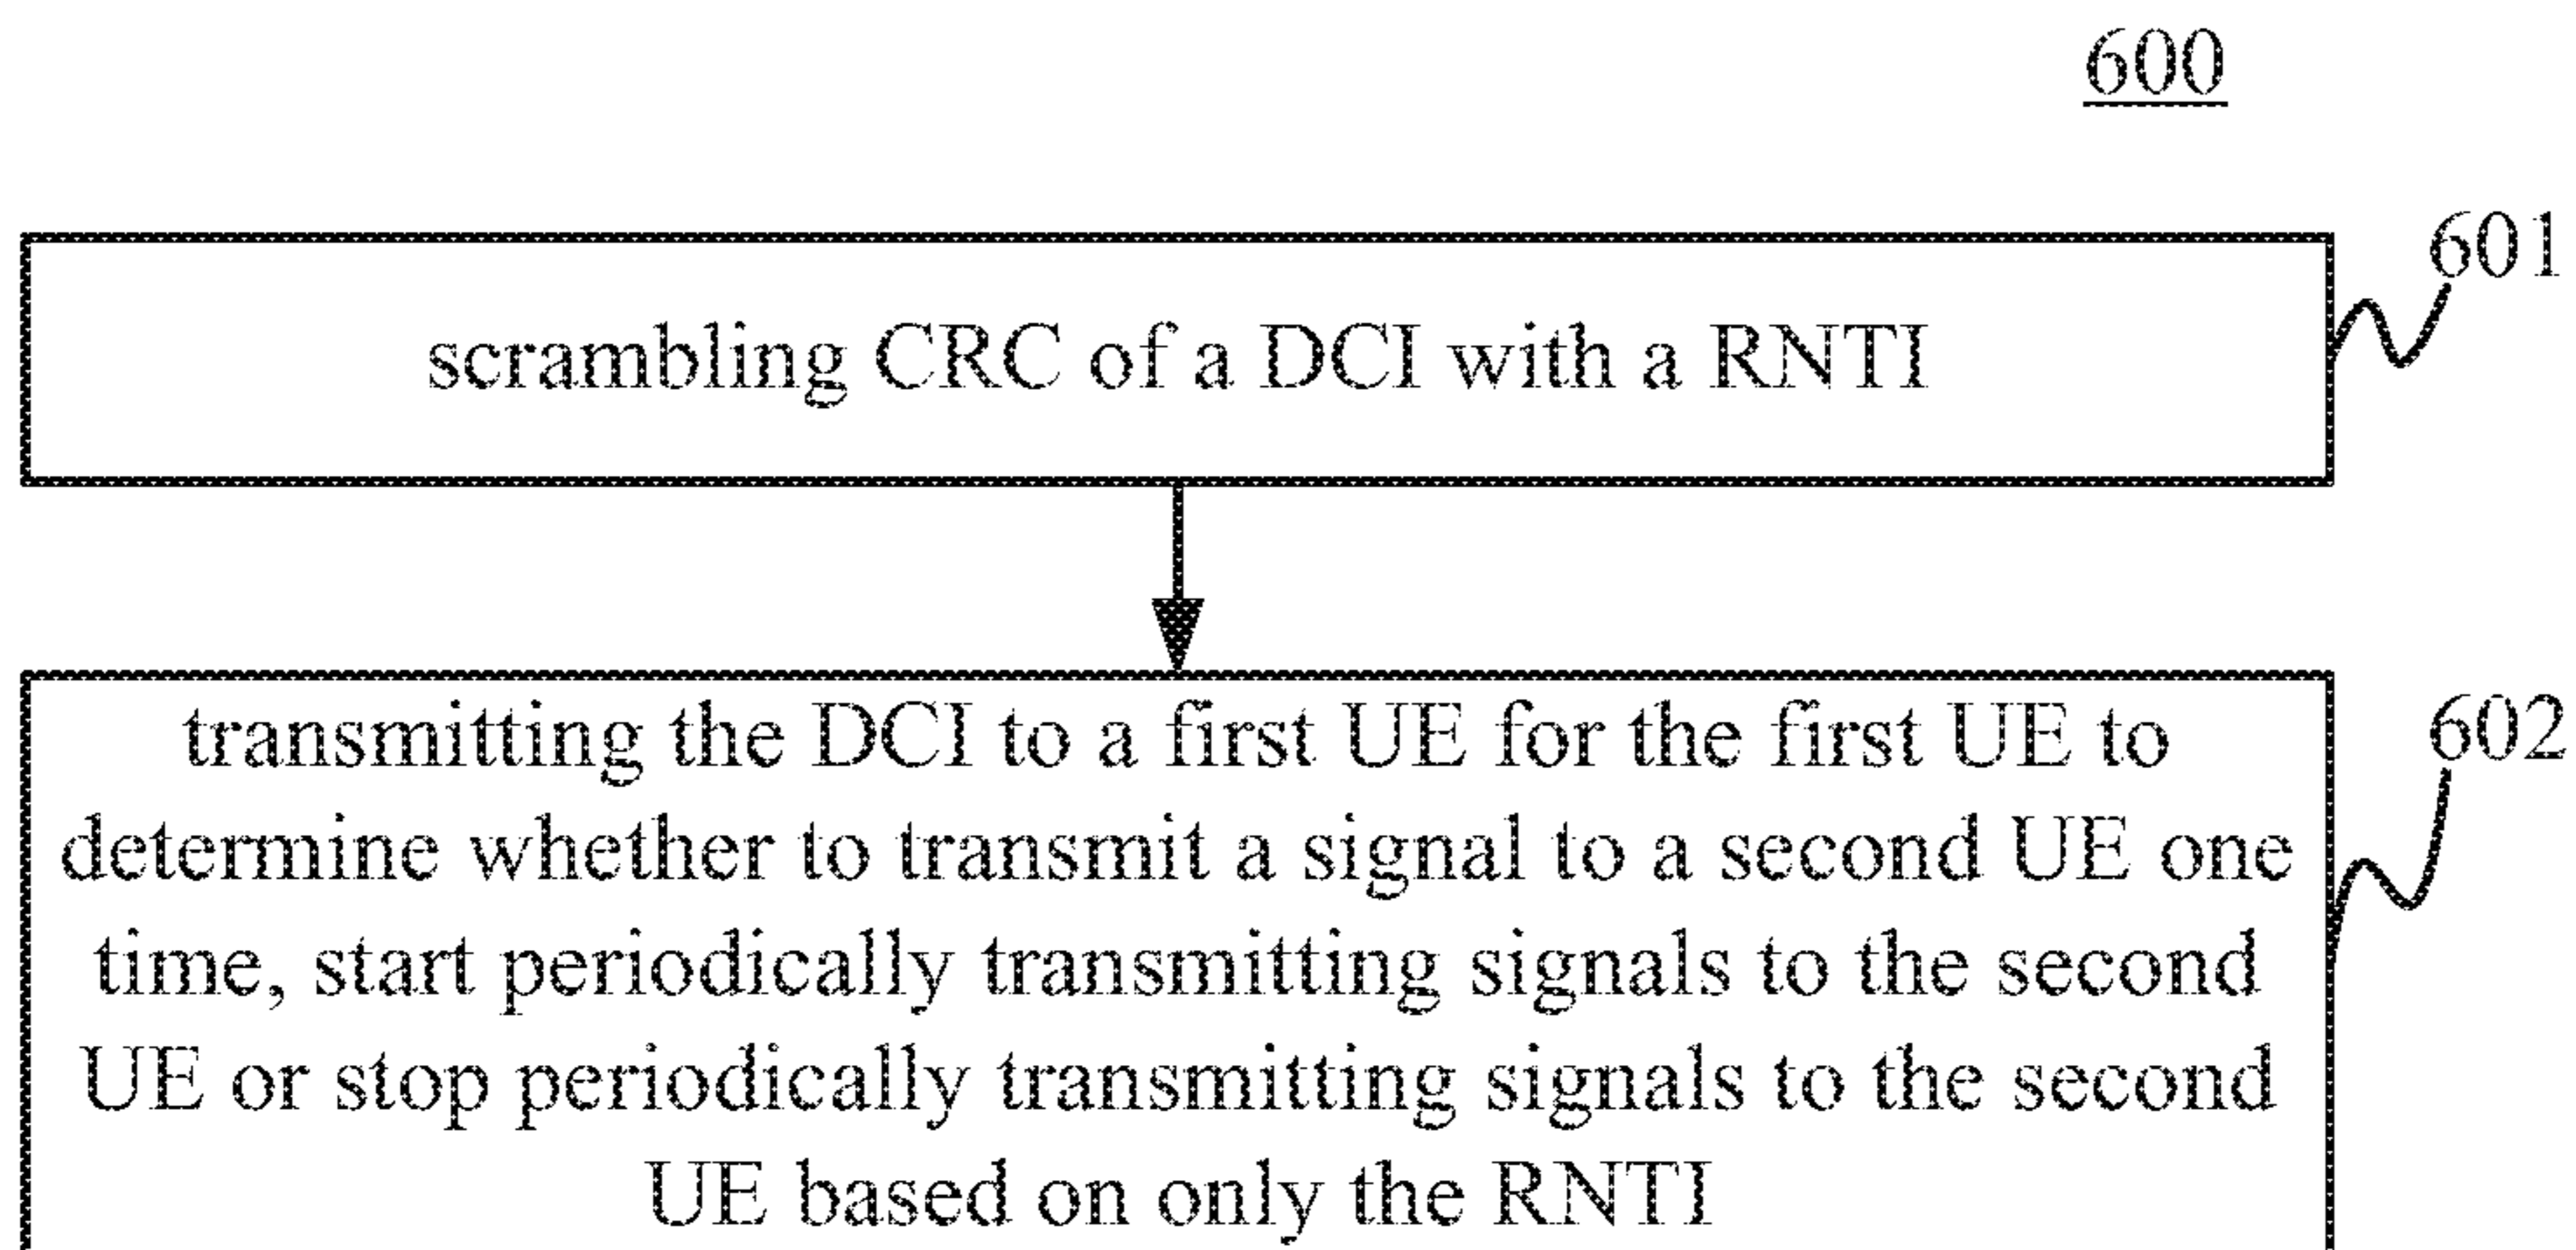 600
601
scrambling CRC of a DCI with a RNTI
602
transmitting the DCI to a first UE for the first UE to
determine whether to transmit a signal to a second UE one
time, start periodically transmitting signals to the second
UE or stop periodically transmitting signals to the second
UE based on only the RNTI